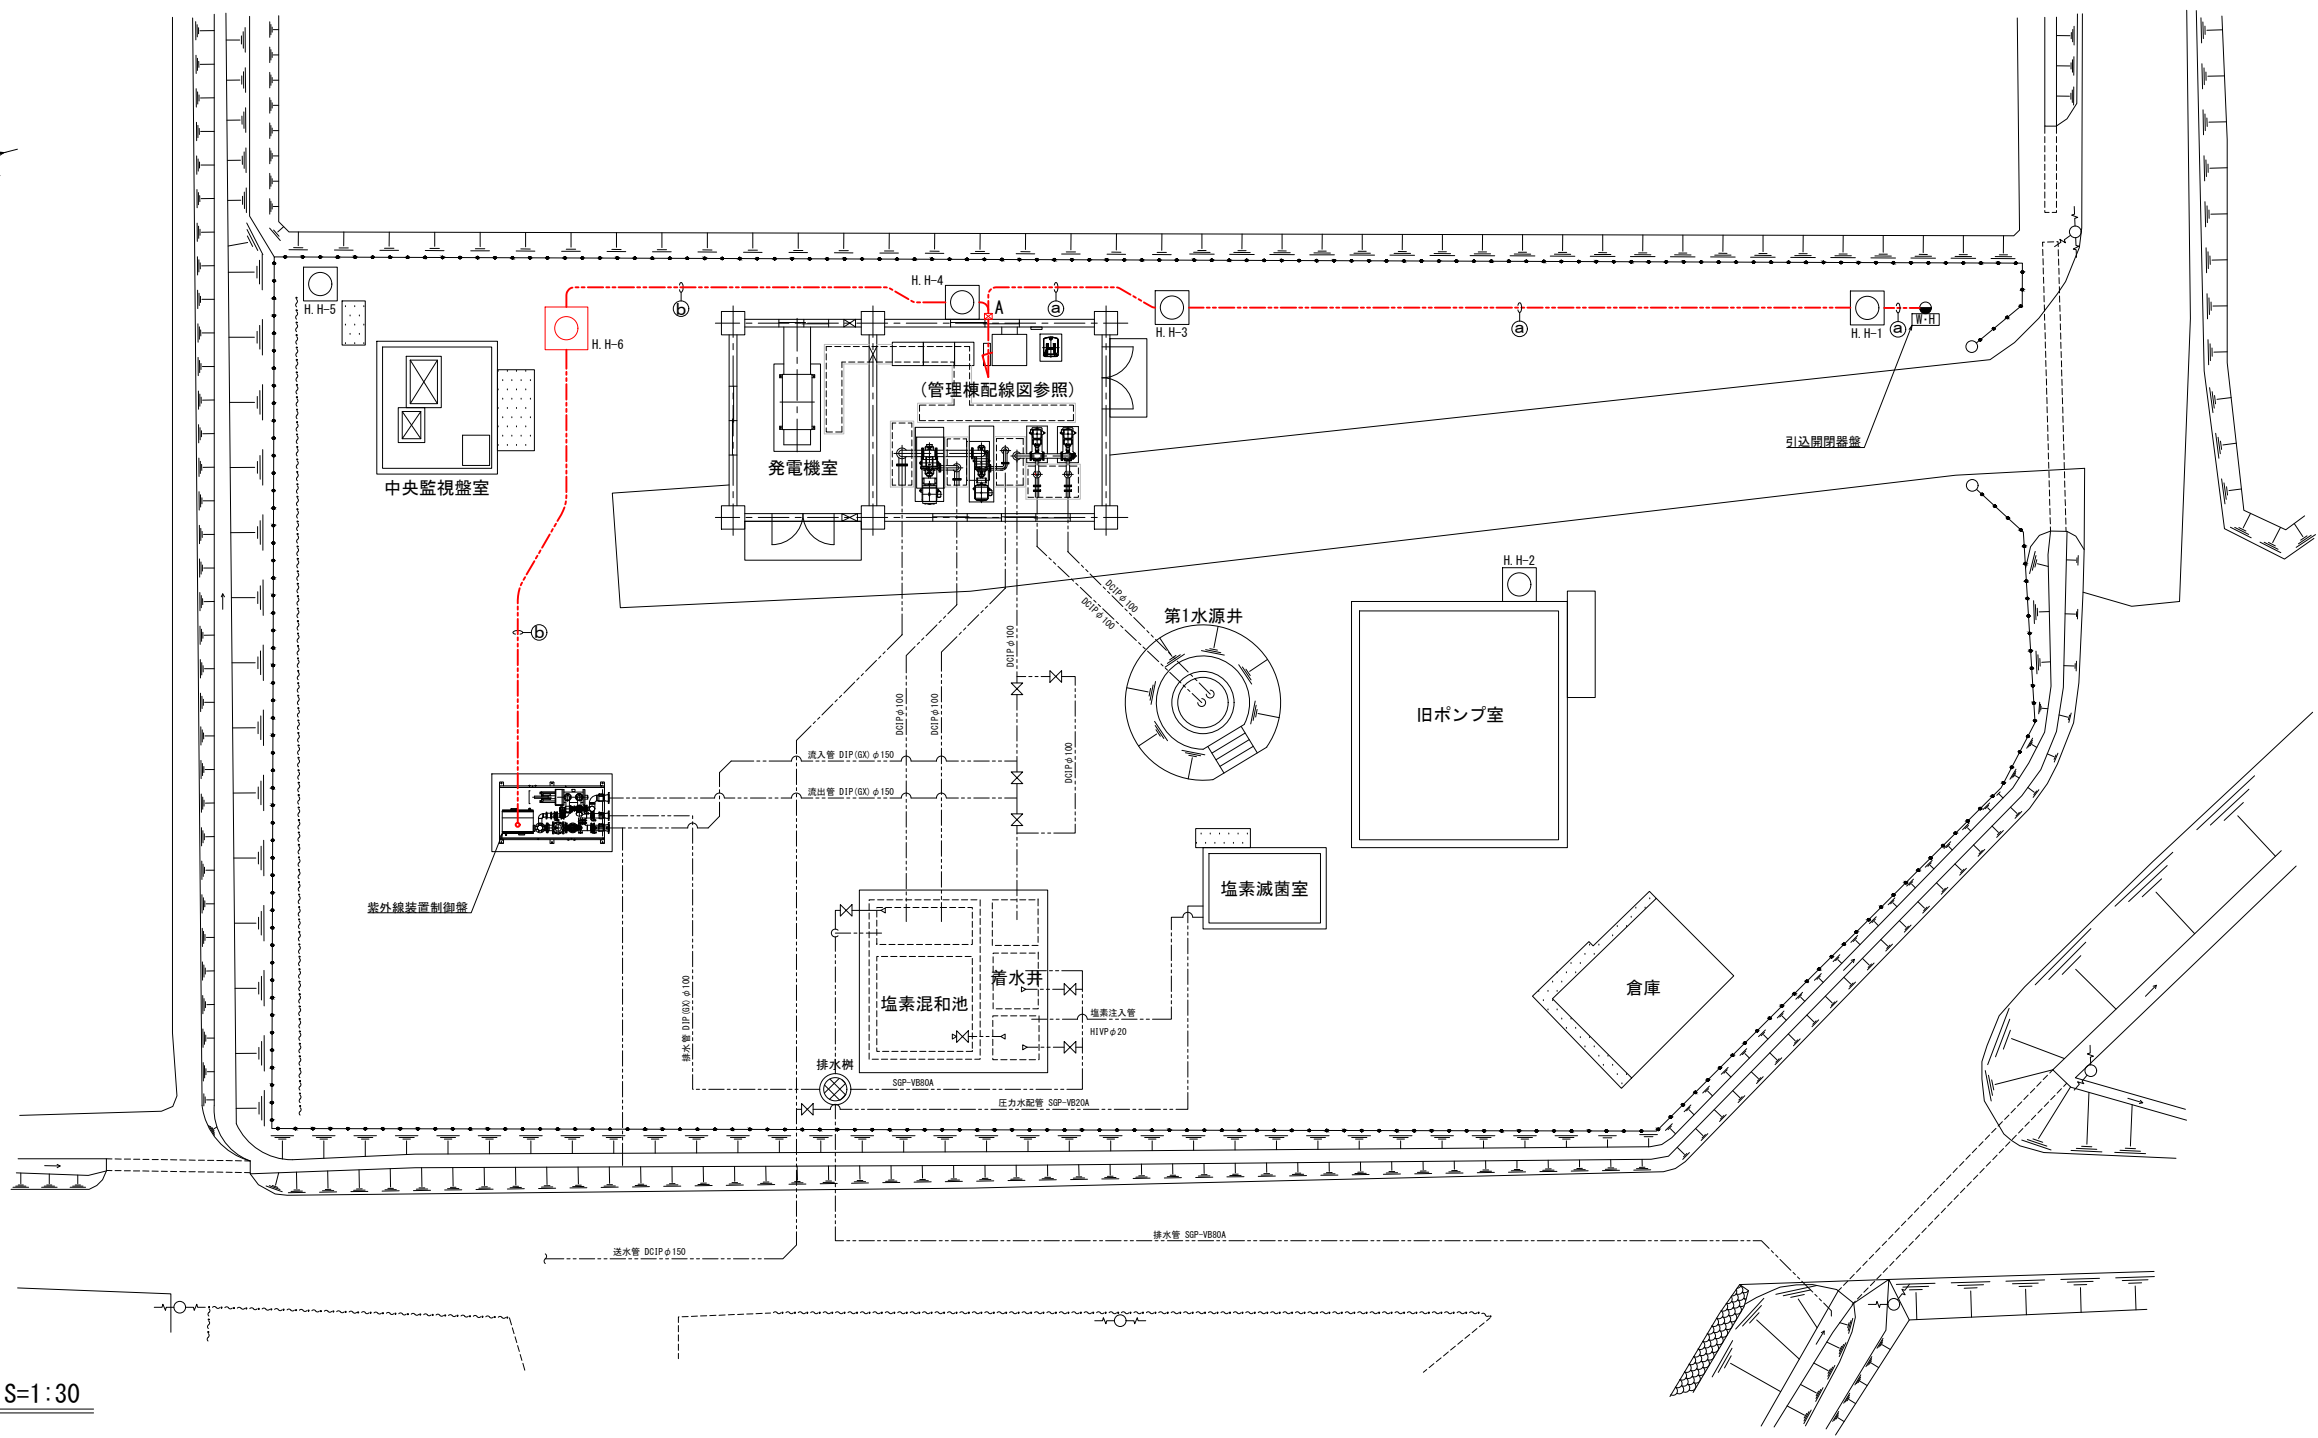 H.H-4
A
ⓐ
ⓑ
H.H-5
H.H-3
ⓐ
H.H-1
ⓐ
W・H
H.H-6
(管理棟配線図参照)
引込開閉器盤
発電機室
中央監視盤室
H.H-2
DCIPφ100
DCIPφ100
第1水源井
ⓑ
DCIPφ100
DCIPφ100
DCIPφ100
旧ポンプ室
流入管 DIP(GX)φ150
DCIPφ100
流出管 DIP(GX)φ150
塩素滅菌室
紫外線装置制御盤
着水井
倉庫
塩素混和池
塩素注入管
HIVPφ20
排水管 DIP(GX)φ100
排水桝
SGP-VB80A
圧力水配管 SGP-VB20A
排水管 SGP-VB80A
送水管 DCIPφ150
S=1:30